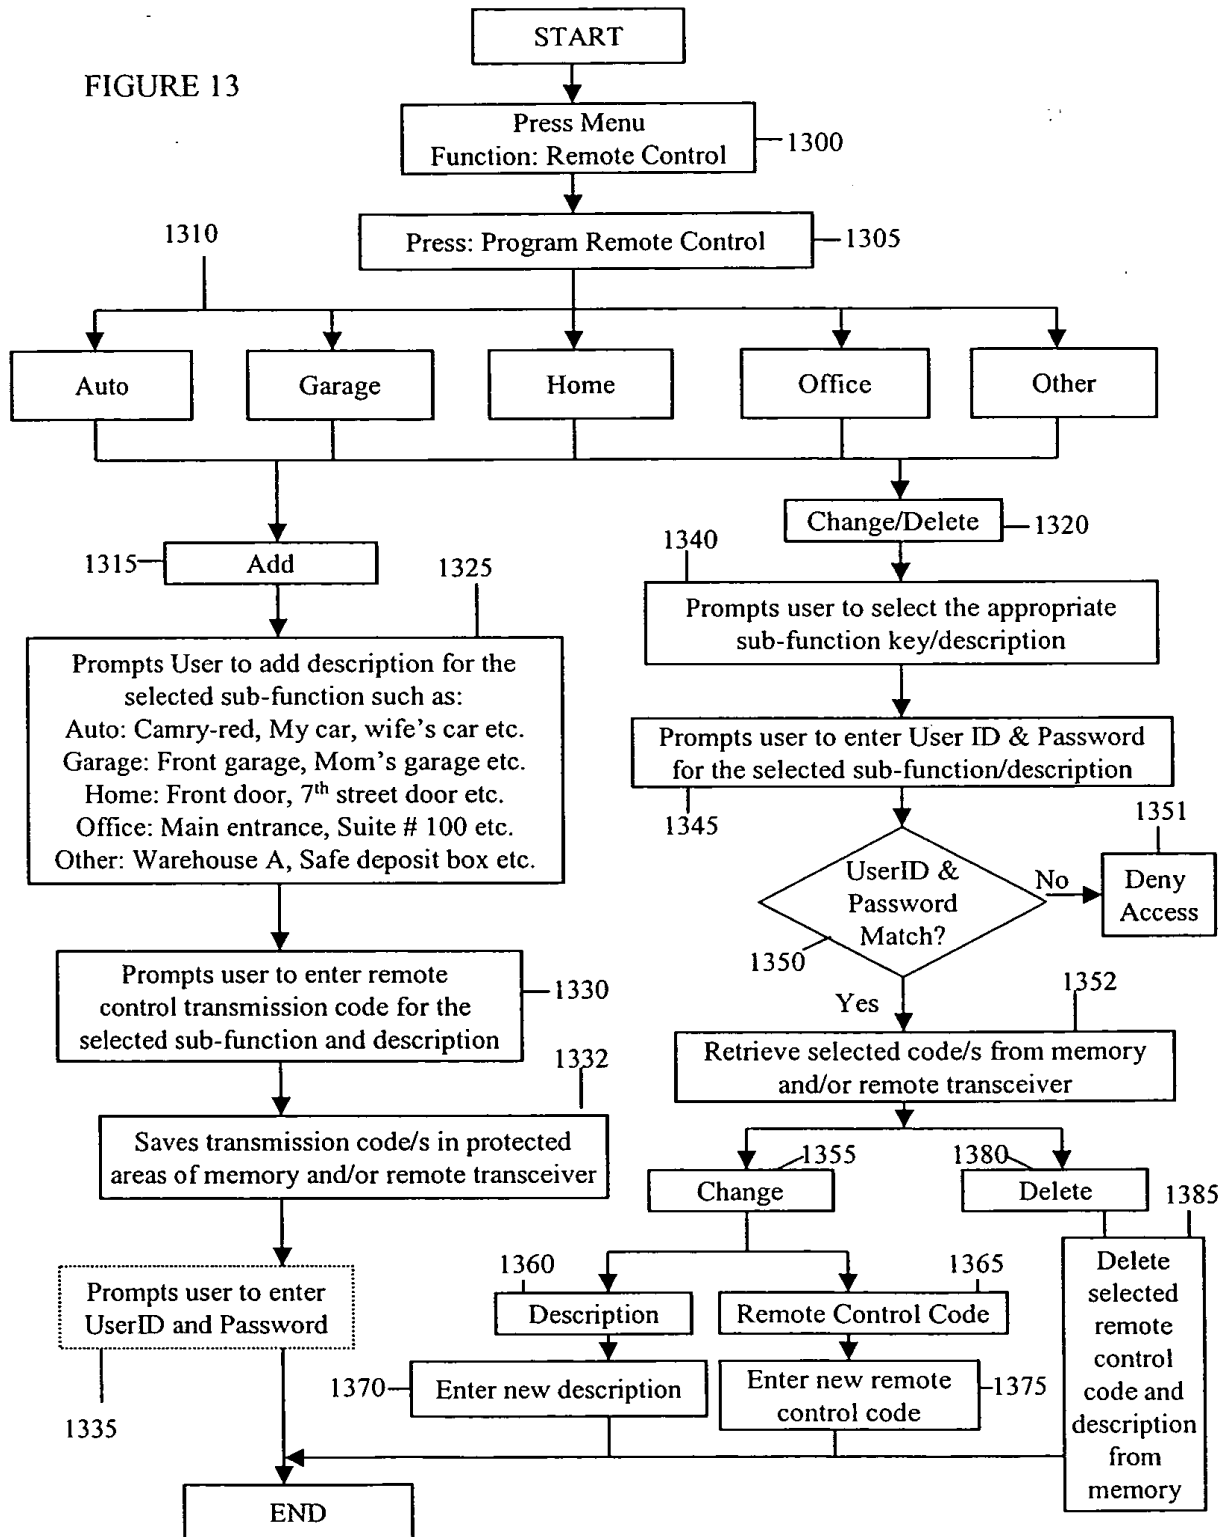 START
FIGURE 13
Press Menu
Function: Remote Control
1300
1310
Press: Program Remote Control
1305
Auto
Garage
Home
Office
Other
Change/Delete
1320
1315
Add
1325
1340
Prompts user to select the appropriate
sub-function key/description
Prompts User to add description for the
selected sub-function such as:
Auto: Camry-red, My car, wife's car etc.
Garage: Front garage, Mom's garage etc.
Home: Front door, 7th street door etc.
Office: Main entrance, Suite # 100 etc.
Other: Warehouse A, Safe deposit box etc.
Prompts user to enter User ID & Password
for the selected sub-function/description
1345
1351
UserID &
Password
Match?
1350
No
Deny
Access
Yes
1352
Prompts user to enter remote
control transmission code for the
selected sub-function and description
1330
1332
Retrieve selected code/s from memory
and/or remote transceiver
Saves transmission code/s in protected
areas of memory and/or remote transceiver
1355
Change
1380
Delete
1385
Prompts user to enter
UserID and Password
1335
1360
Description
1365
Remote Control Code
1370
Enter new description
Enter new remote
control code
1375
Delete
selected
remote
control
code and
description
from
memory
END